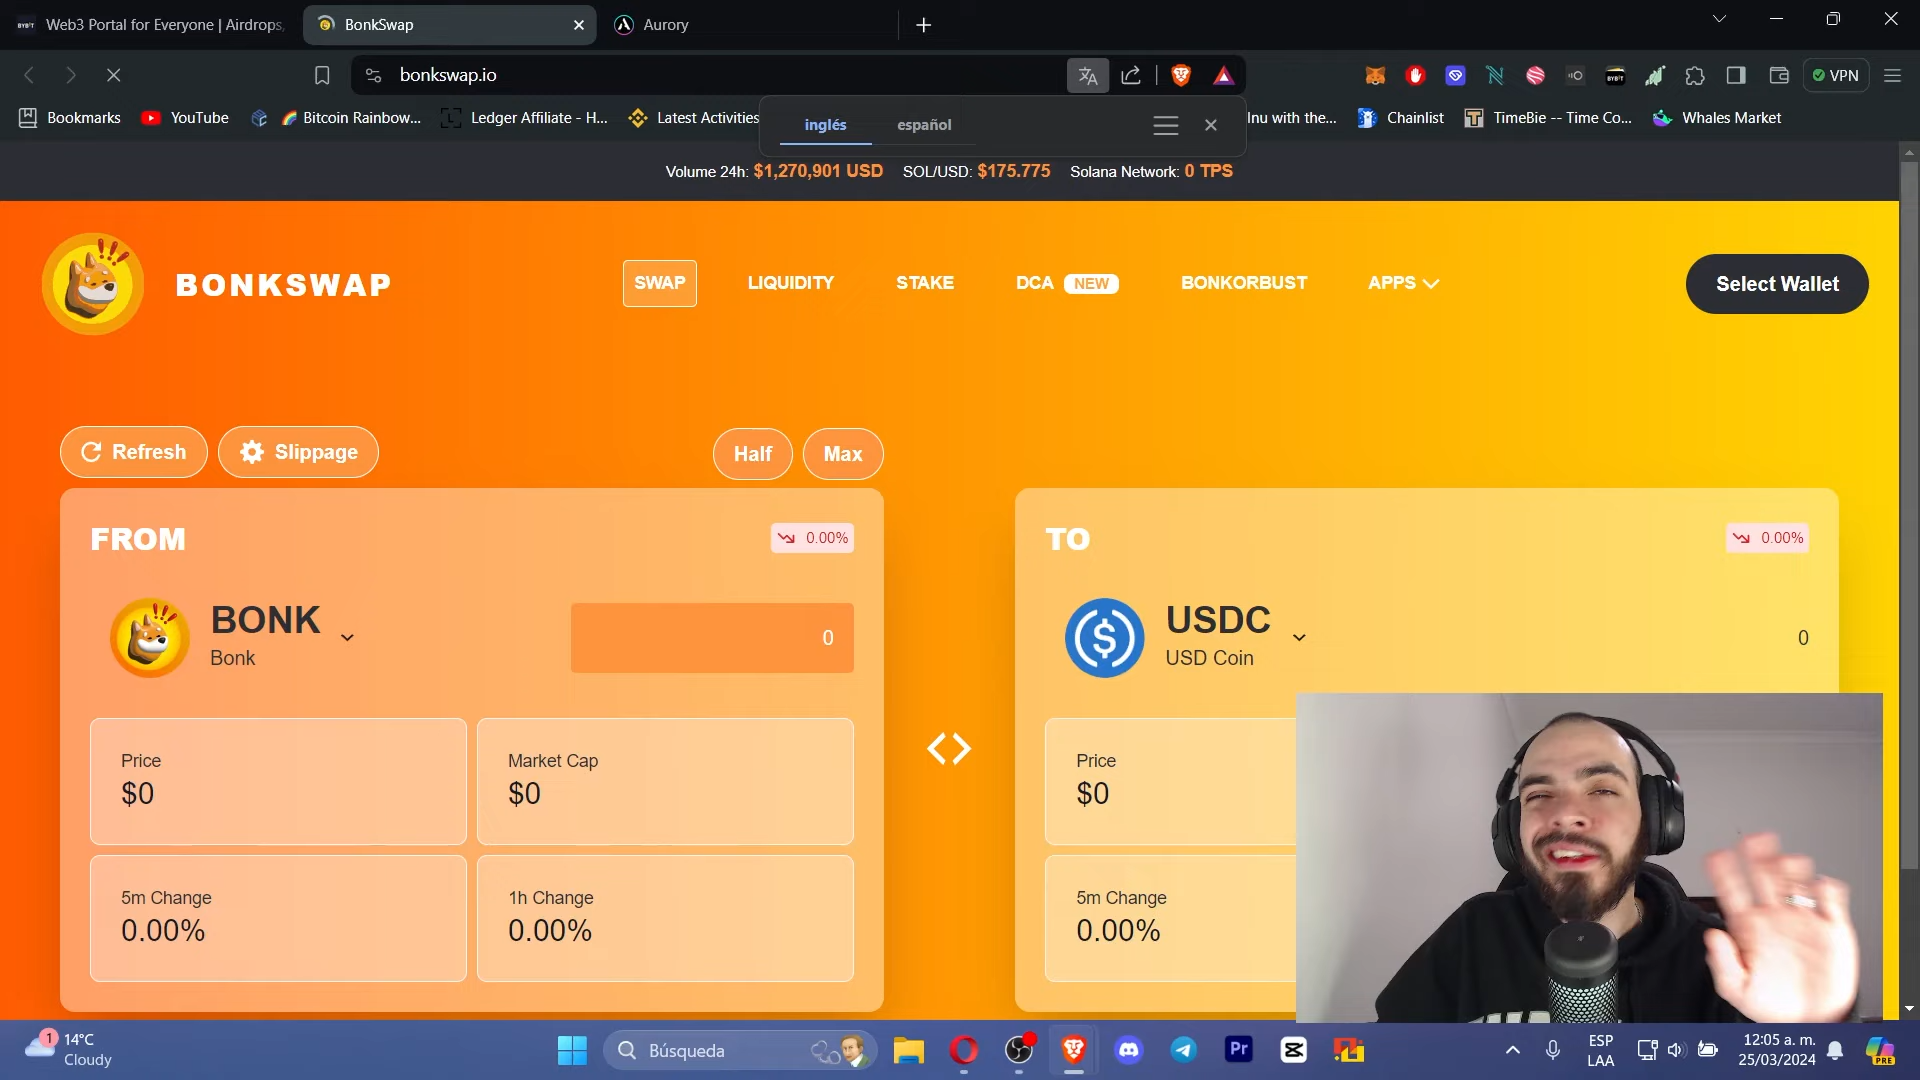 Web3 Portal for Everyone | Airdrops,
BonkSwap
Aurory
bonkswap.io
VPN
Bookmarks
YouTube
Bitcoin Rainbow...
Ledger Affiliate - H...
Latest Activities
inglés
español
Inu with the...
Chainlist
TimeBie -- Time Co...
Whales Market
Volume 24h: $1,270,901 USD SOL/USD: $175.775 Solana Network: 0 TPS
BONKSWAP
SWAP
LIQUIDITY
STAKE
DCA NEW
BONKORBUST
APPS
Select Wallet
Refresh
Slippage
Half
Max
FROM
0.00%
BONK
Bonk
0
Price
$0
Market Cap
$0
5m Change
0.00%
1h Change
0.00%
TO
0.00%
USDC
USD Coin
0
Price
$0
5m Change
0.00%
1
14°C
Cloudy
Búsqueda
Pr
ESP
LAA
12:05 a. m.
25/03/2024
PRE